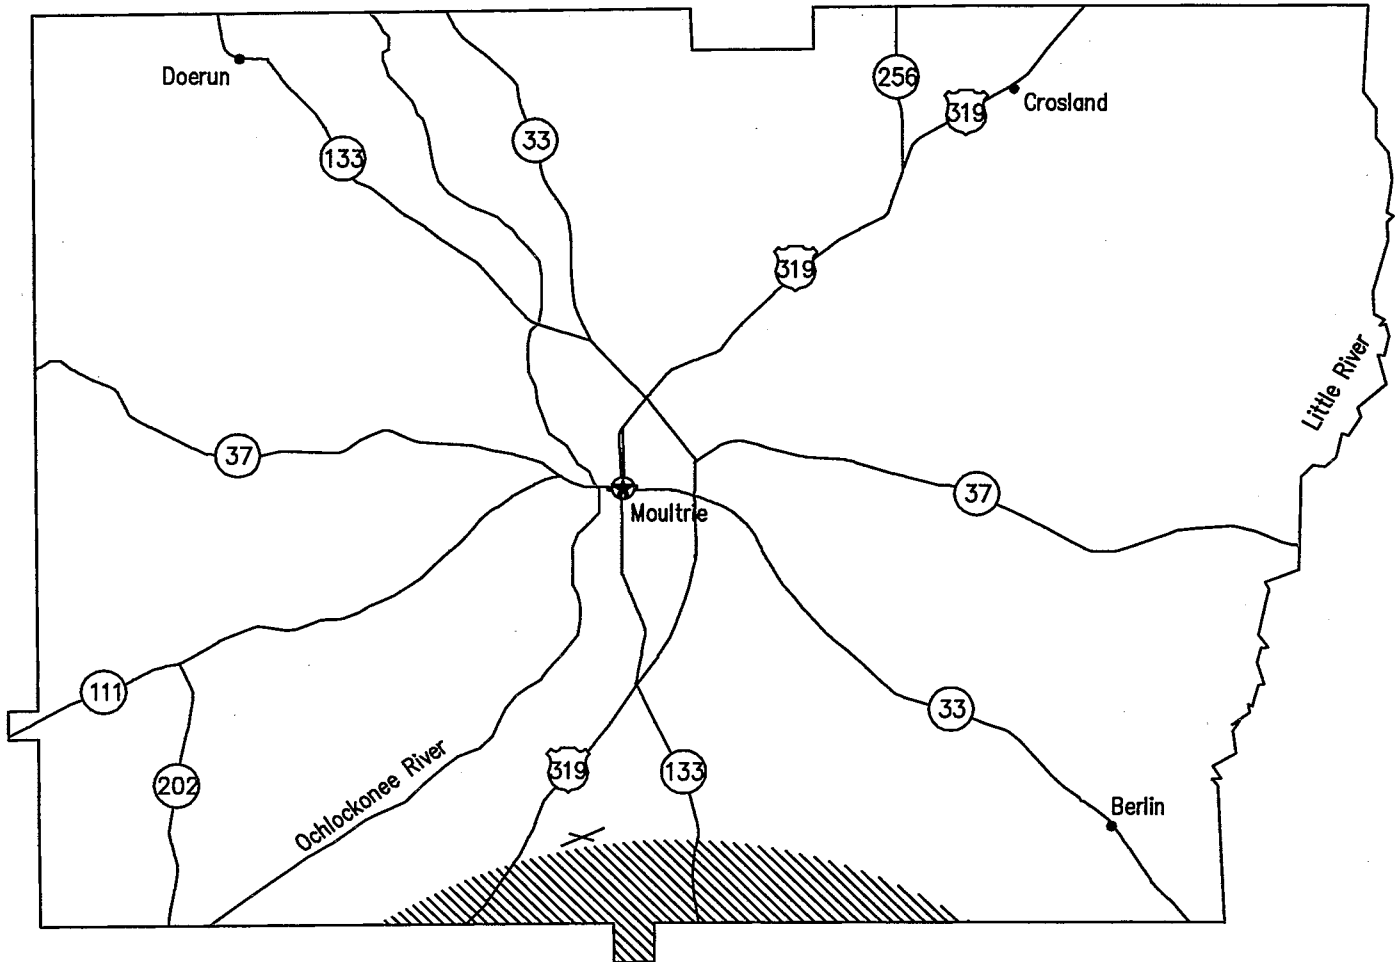 256
Doerun
Crosland
319
33
133
319
Little River
37
37
Moultrie
111
33
319
133
202
Ochlockonee River
Berlin